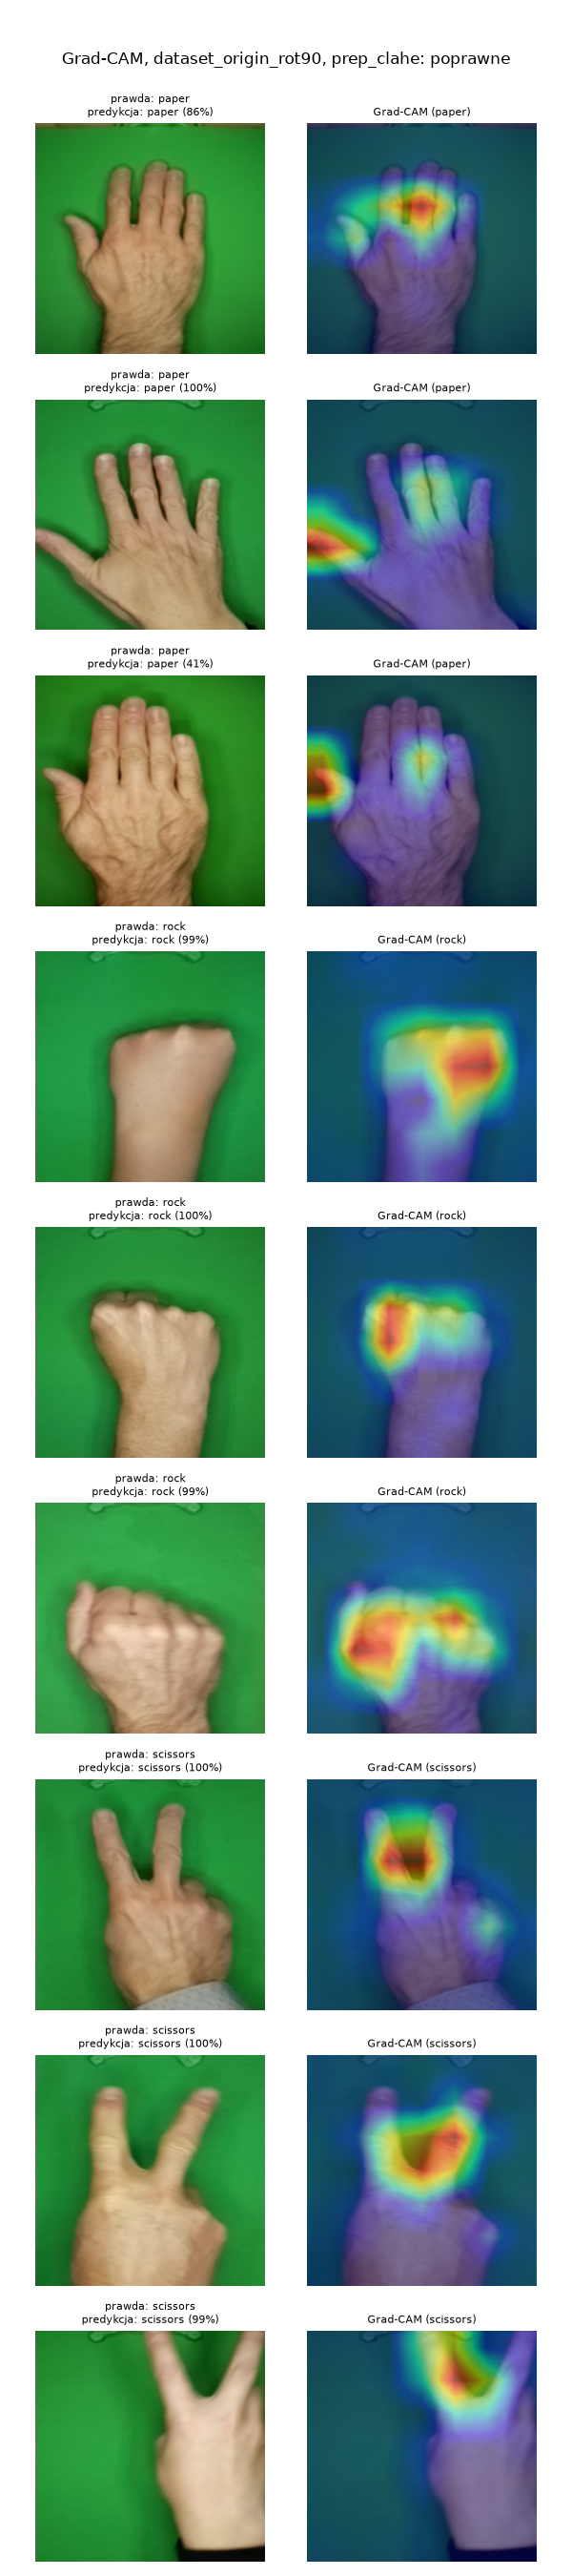 Grad-CAM, dataset_origin_rot90, prep_clahe: poprawne
prawda: paper
predykcja: paper (86%)
Grad-CAM (paper)
prawda: paper
predykcja: paper (100%)
Grad-CAM (paper)
prawda: paper
predykcja: paper (41%)
Grad-CAM (paper)
prawda: rock
predykcja: rock (99%)
Grad-CAM (rock)
prawda: rock
predykcja: rock (100%)
Grad-CAM (rock)
prawda: rock
predykcja: rock (99%)
Grad-CAM (rock)
prawda: scissors
predykcja: scissors (100%)
Grad-CAM (scissors)
prawda: scissors
predykcja: scissors (100%)
Grad-CAM (scissors)
prawda: scissors
predykcja: scissors (99%)
Grad-CAM (scissors)